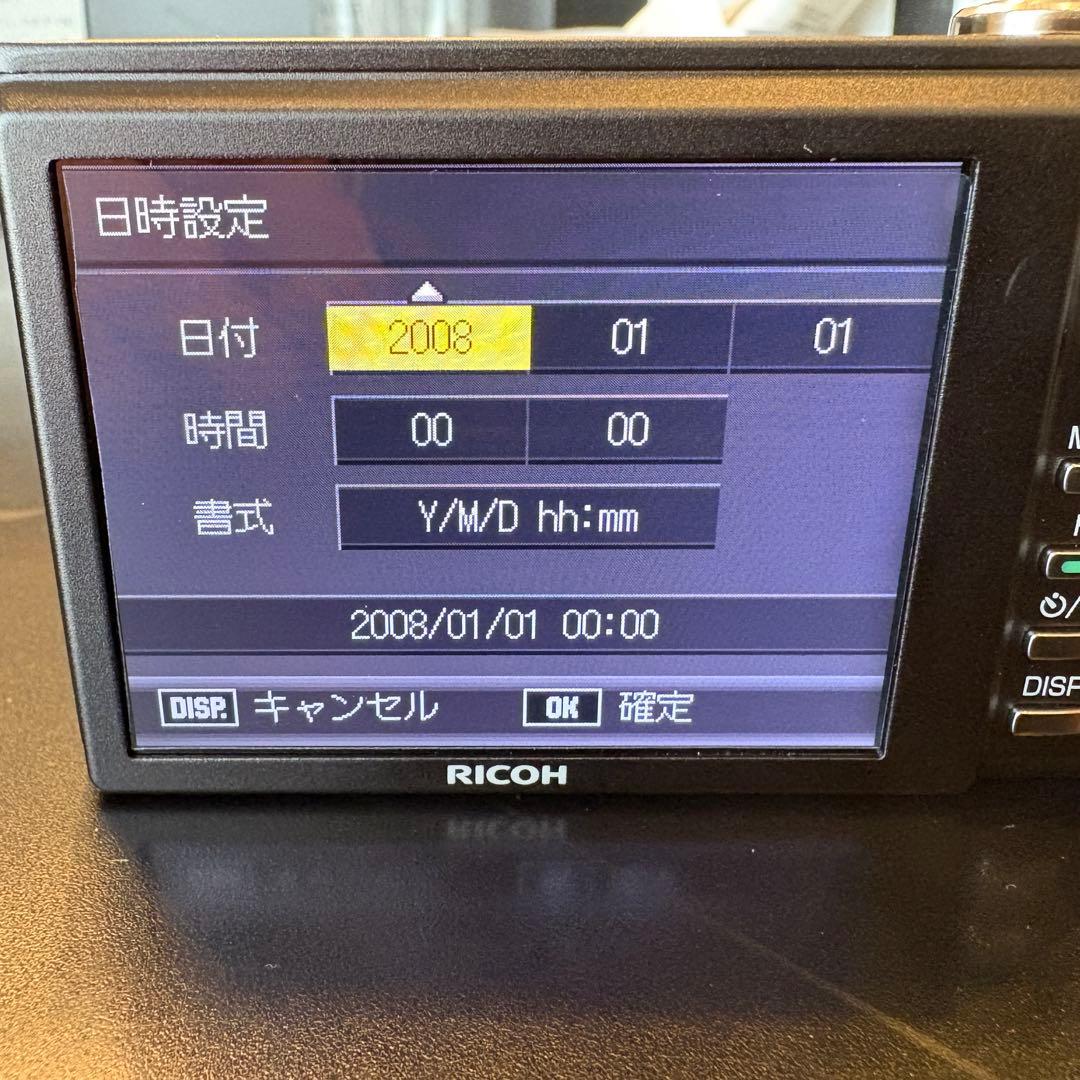 日時設定
日付 2008 01 01
時間 00 00
書式 Y/M/D hh:mm
2008/01/01 00:00
DISP. キャンセル OK 確定
RICOH
DISP